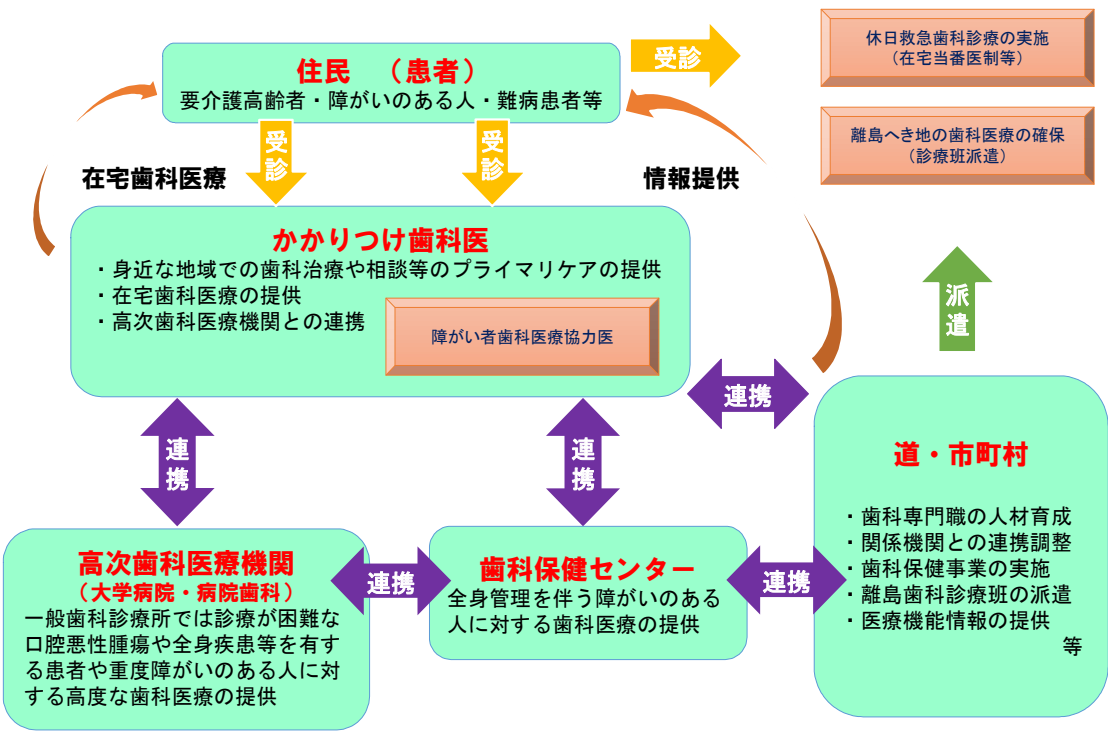 住民　（患者）
要介護高齢者・障がいのある人・難病患者等
受診
休日救急歯科診療の実施
（在宅当番医制等）
離島へき地の歯科医療の確保
（診療班派遣）
受診
受診
在宅歯科医療
情報提供
かかりつけ歯科医
・身近な地域での歯科治療や相談等のプライマリケアの提供
・在宅歯科医療の提供
・高次歯科医療機関との連携
障がい者歯科医療協力医
派遣
連携
連携
連携
道・市町村
・歯科専門職の人材育成
・関係機関との連携調整
・歯科保健事業の実施
・離島歯科診療班の派遣
・医療機能情報の提供
等
高次歯科医療機関
（大学病院・病院歯科）
一般歯科診療所では診療が困難な
口腔悪性腫瘍や全身疾患等を有す
る患者や重度障がいのある人に対
する高度な歯科医療の提供
連携
歯科保健センター
全身管理を伴う障がいのある
人に対する歯科医療の提供
連携